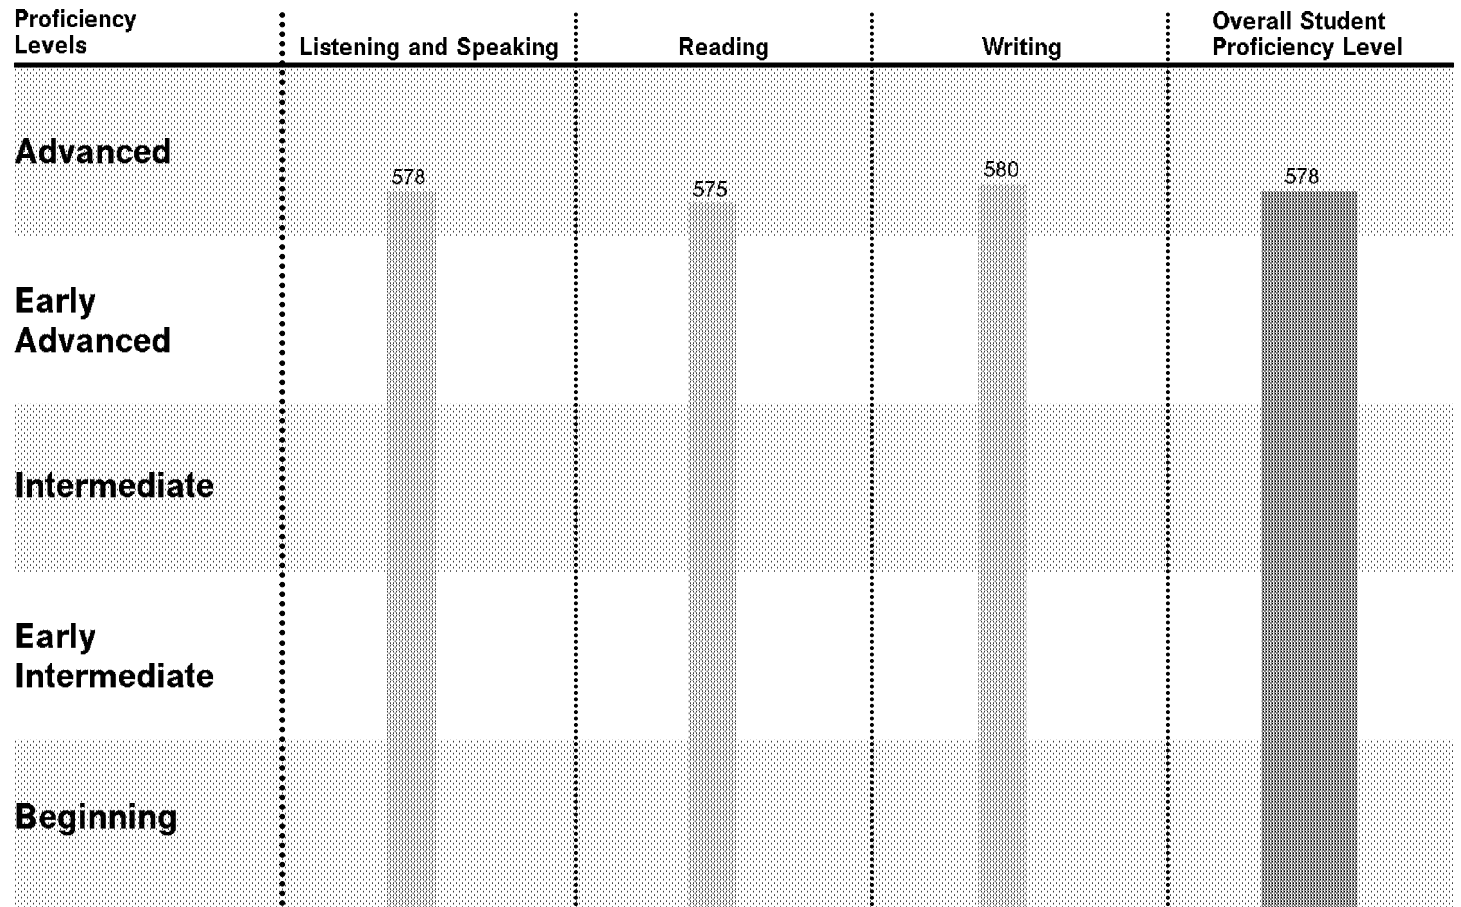 Proficiency
Levels
Listening and Speaking
Reading
Writing
Overall Student
Proficiency Level
Advanced
578
575
580
578
Early
Advanced
Intermediate
Early
Intermediate
Beginning